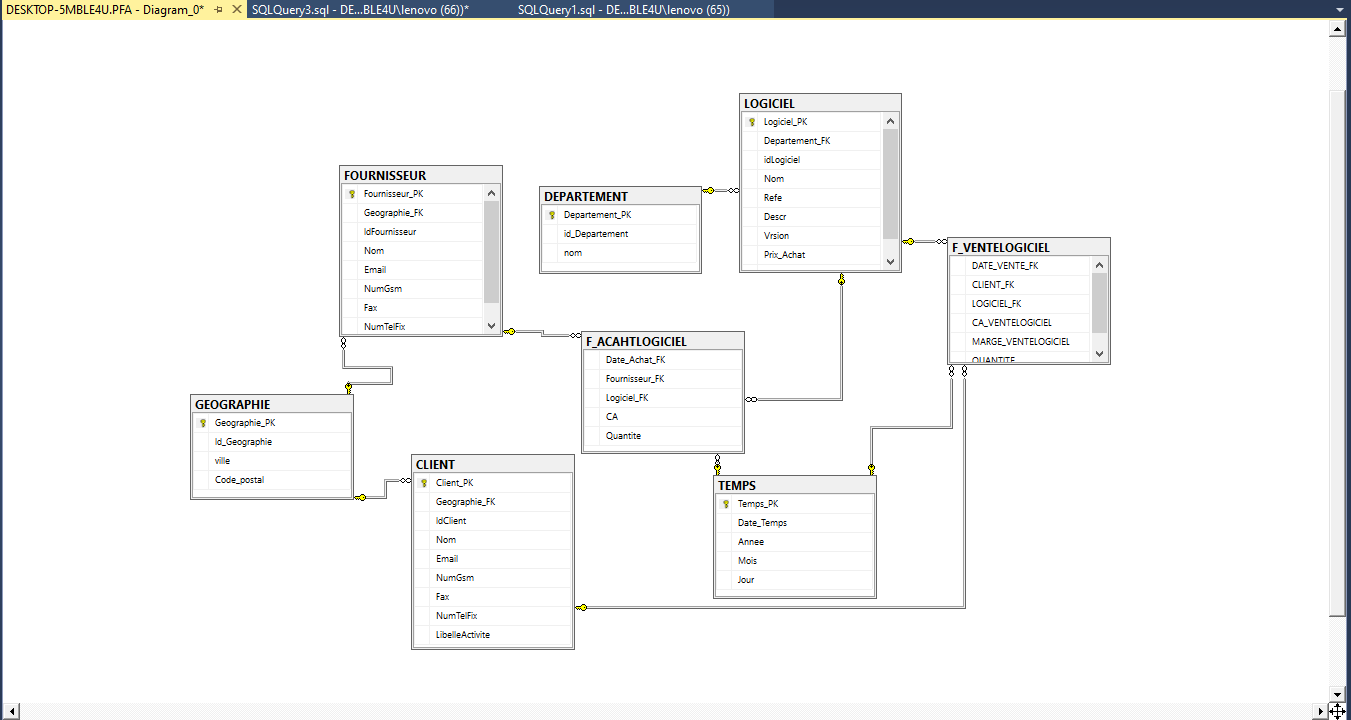 DESKTOP-5MBLE4U.PFA - Diagram_0*
SQLQuery3.sql - DE...BLE4U\lenovo (66))*
SQLQuery1.sql - DE...BLE4U\lenovo (65))
LOGICIEL
Logiciel_PK
Departement_FK
idLogiciel
Nom
Refe
Descr
Vrsion
Prix_Achat
FOURNISSEUR
Fournisseur_PK
Geographie_FK
IdFournisseur
Nom
Email
NumGsm
Fax
NumTelFix
DEPARTEMENT
Departement_PK
id_Departement
nom
F_VENTELOGICIEL
DATE_VENTE_FK
CLIENT_FK
LOGICIEL_FK
CA_VENTELOGICIEL
MARGE_VENTELOGICIEL
QUANTITE
F_ACAHTLOGICIEL
Date_Achat_FK
Fournisseur_FK
Logiciel_FK
CA
Quantite
GEOGRAPHIE
Geographie_PK
Id_Geographie
ville
Code_postal
CLIENT
Client_PK
Geographie_FK
IdClient
Nom
Email
NumGsm
Fax
NumTelFix
LibelleActivite
TEMPS
Temps_PK
Date_Temps
Annee
Mois
Jour